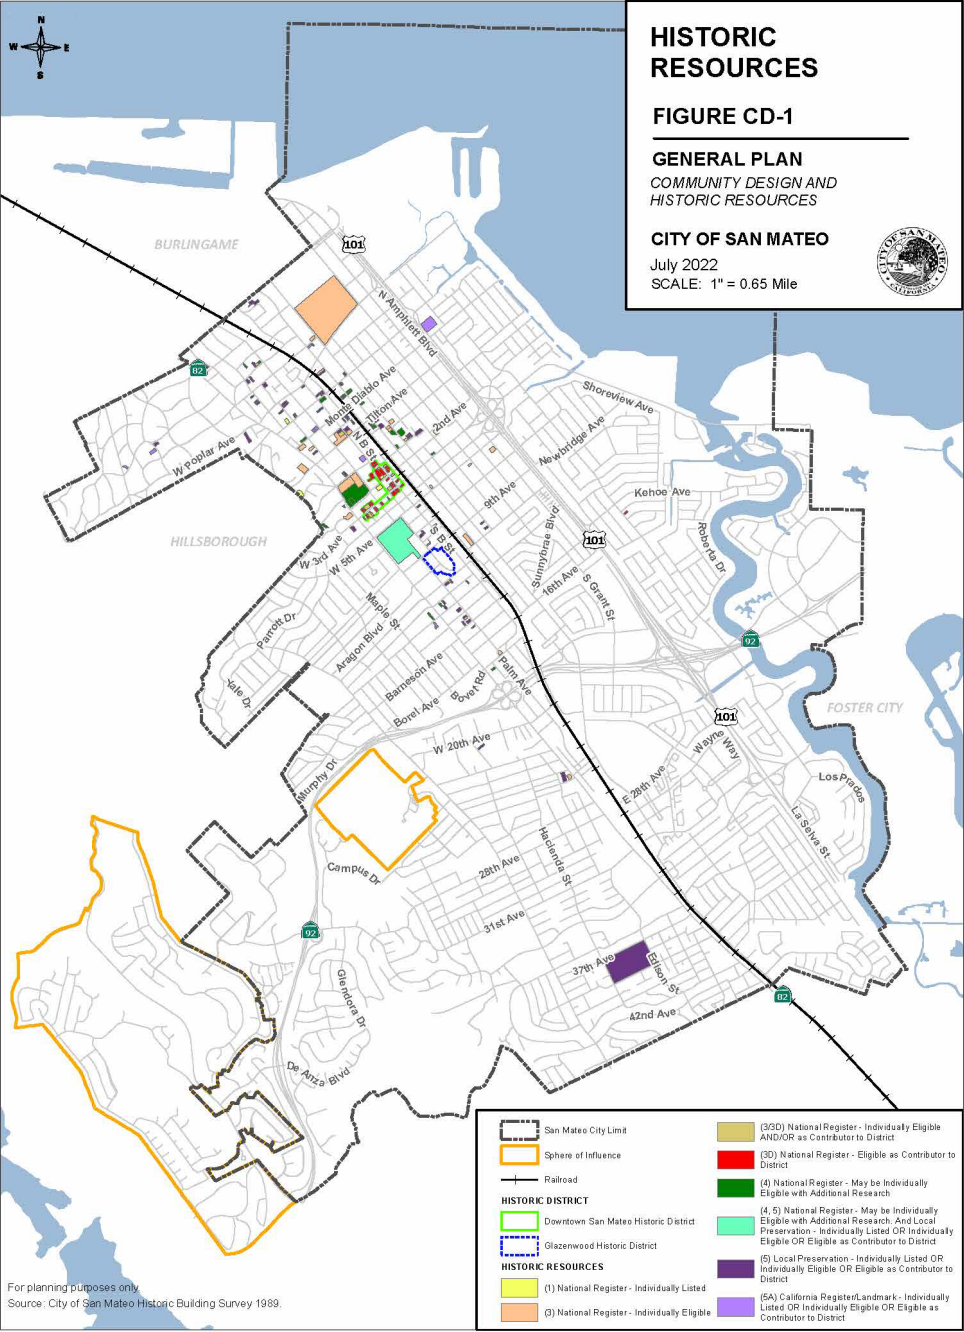 N
W E
S
HISTORIC
RESOURCES
FIGURE CD-1
GENERAL PLAN
COMMUNITY DESIGN AND
HISTORIC RESOURCES
CITY OF SAN MATEO
July 2022
SCALE: 1" = 0.65 Mile
CITY OF SAN MATEO
CALIFORNIA
BURLINGAME
101
N Amphlett Blvd
82
Monte Diablo Ave
Tilton Ave
2nd Ave
Shoreview Ave
N B St
Newbridge Ave
W Poplar Ave
9th Ave
Kehoe Ave
HILLSBOROUGH
W 3rd Ave
W 5th Ave
S B St
Sunnybrae Blvd
101
Roberta Dr
16th Ave
S Grant St
Maple St
Parrott Dr
Aragon Blvd
92
Barneson Ave
Palm Ave
Bovet Rd
Yale Dr
Borel Ave
FOSTER CITY
101
W 20th Ave
Wayne Way
Murphy Dr
E 28th Ave
Los Prados
La Selva St
Hacienda St
Campus Dr
28th Ave
31st Ave
92
37th Ave
Edison St
Glendora Dr
82
42nd Ave
De Anza Blvd
San Mateo City Limit
Sphere of Influence
Railroad
HISTORIC DISTRICT
Downtown San Mateo Historic District
Glazenwood Historic District
HISTORIC RESOURCES
(1) National Register - Individually Listed
(3) National Register - Individually Eligible
(3/3D) National Register - Individually Eligible
AND/OR as Contributor to District
(3D) National Register - Eligible as Contributor to
District
(4) National Register - May be Individually
Eligible with Additional Research
(4, 5) National Register - May be Individually
Eligible with Additional Research. And Local
Preservation - Individually Listed OR Individually
Eligible OR Eligible as Contributor to District
(5) Local Preservation - Individually Listed OR
Individually Eligible OR Eligible as Contributor to
District
(5A) California Register/Landmark - Individually
Listed OR Individually Eligible OR Eligible as
Contributor to District
For planning purposes only
Source: City of San Mateo Historic Building Survey 1989.